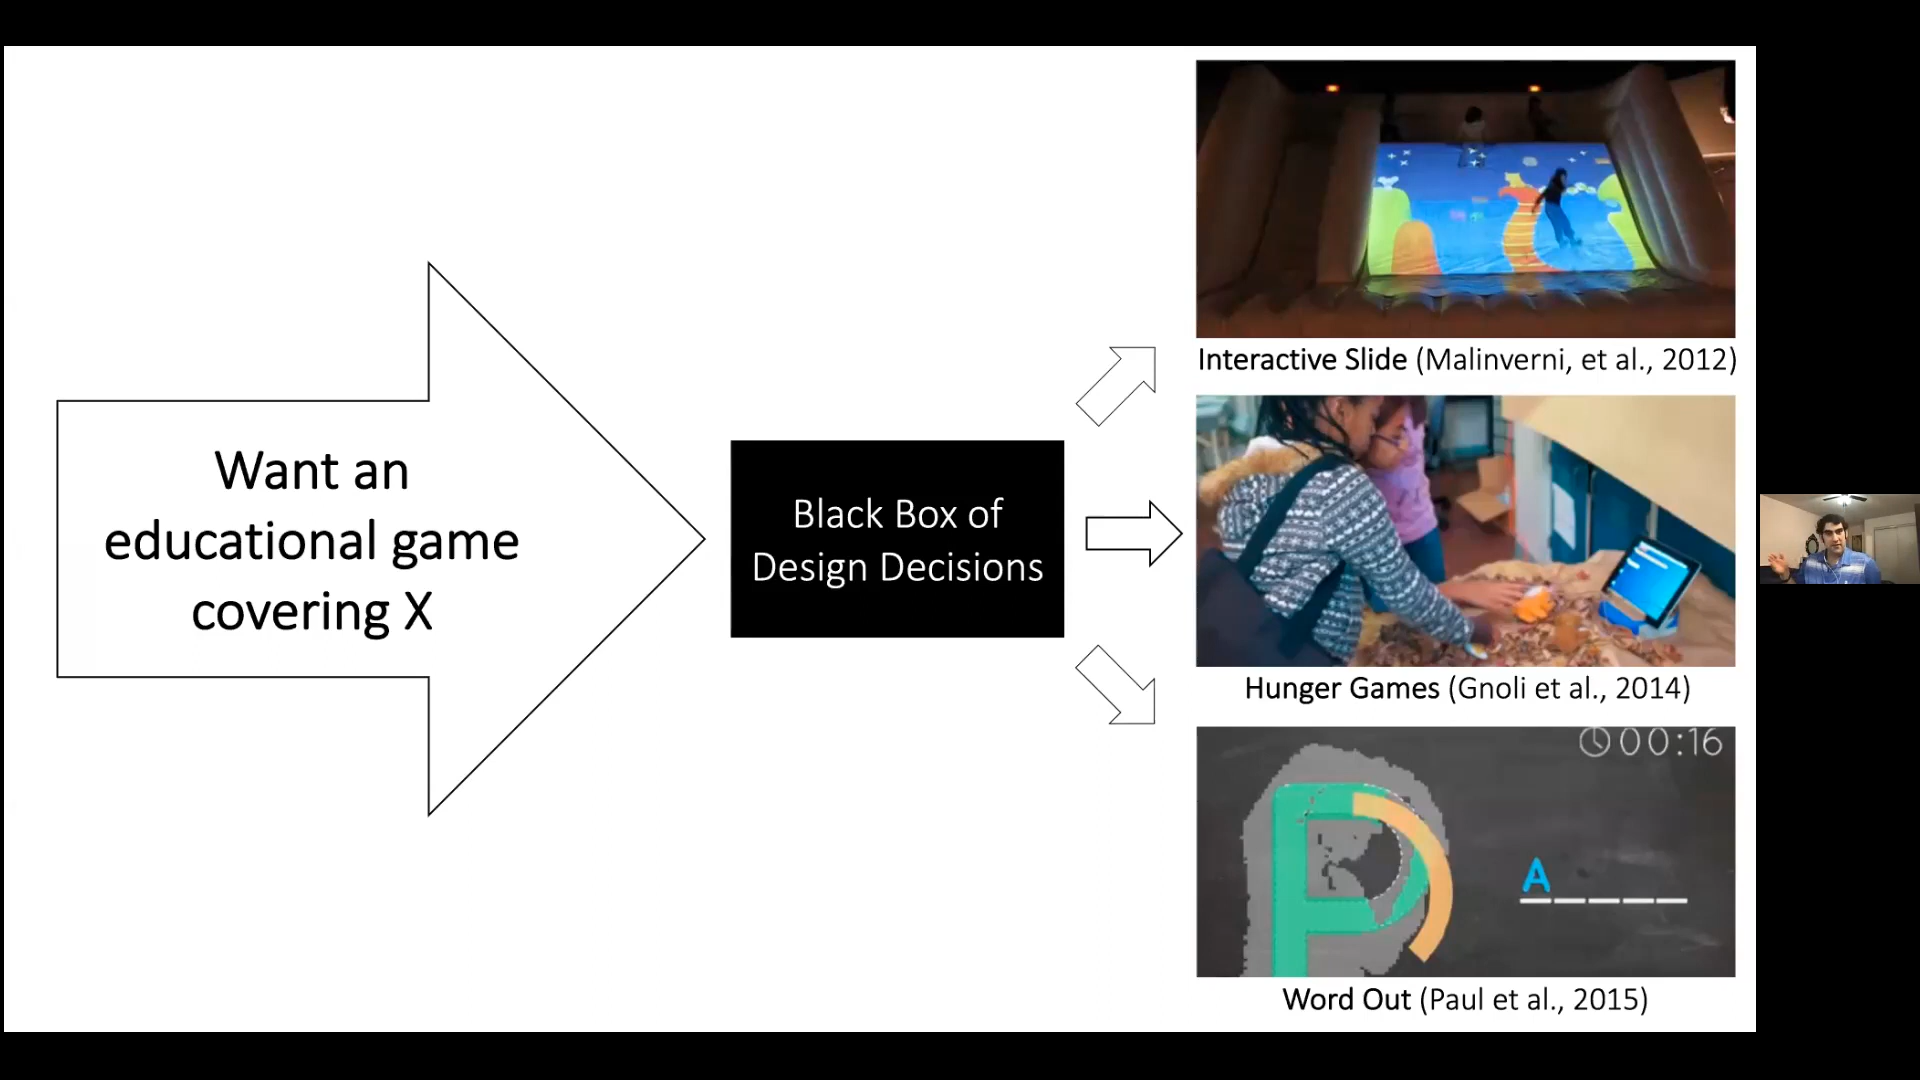 Want an
educational game
covering X
Black Box of
Design Decisions
Interactive Slide (Malinverni, et al., 2012)
Hunger Games (Gnoli et al., 2014)
00:16
A
Word Out (Paul et al., 2015)